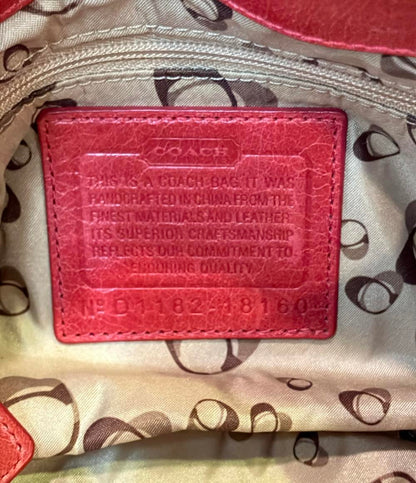 COACH
THIS IS A COACH BAG. IT WAS
HANDCRAFTED IN CHINA FROM THE
FINEST MATERIALS AND LEATHER.
ITS SUPERIOR CRAFTSMANSHIP
REFLECTS OUR COMMITMENT TO
ENDURING QUALITY.
Nº D1182-18160